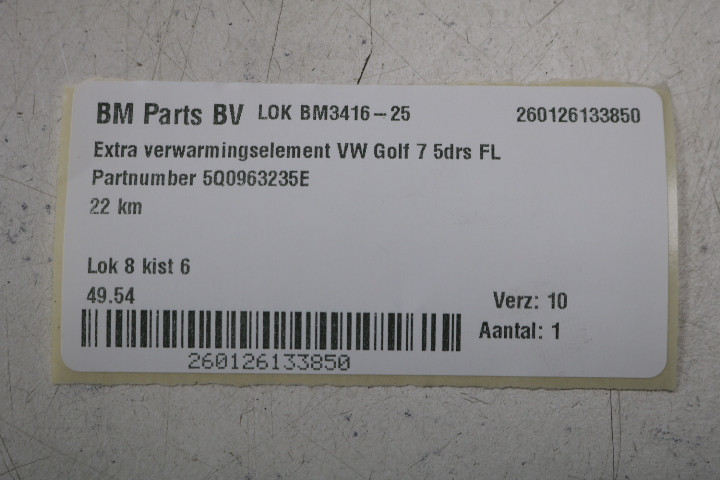 BM Parts BV LOK BM3416-25 260126133850
Extra verwarmingselement VW Golf 7 5drs FL
Partnumber 5Q0963235E
22 km
Lok 8 kist 6
49.54 Verz: 10
Aantal: 1
260126133850